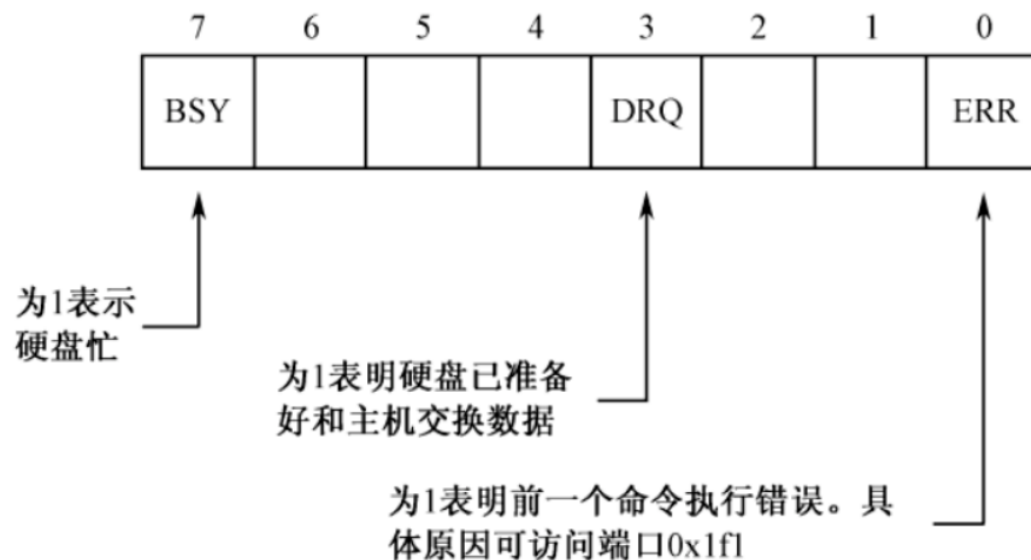 7 6 5 4 3 2 1 0
BSY DRQ ERR
为1表示
硬盘忙
为1表明硬盘已准备
好和主机交换数据
为1表明前一个命令执行错误。具
体原因可访问端口0x1f1